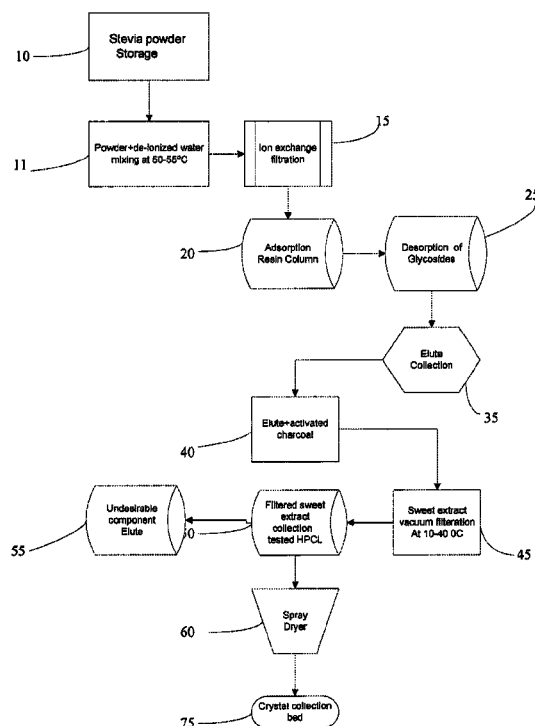 Stevia powder
Storage
10
Powder+de-ionized water
mixing at 50-55ºC
11
Ion exchange
filtration
15
Adsorption
Resin Column
20
Desorption of
Glycosides
25
Elute
Collection
35
Elute+activated
charcoal
40
Sweet extract
vacuum filteration
At 10-40 0C
45
Filtered sweet
extract
collection
tested HPCL
50
Undesirable
component
Elute
55
Spray
Dryer
60
Crystal collection
bed
75